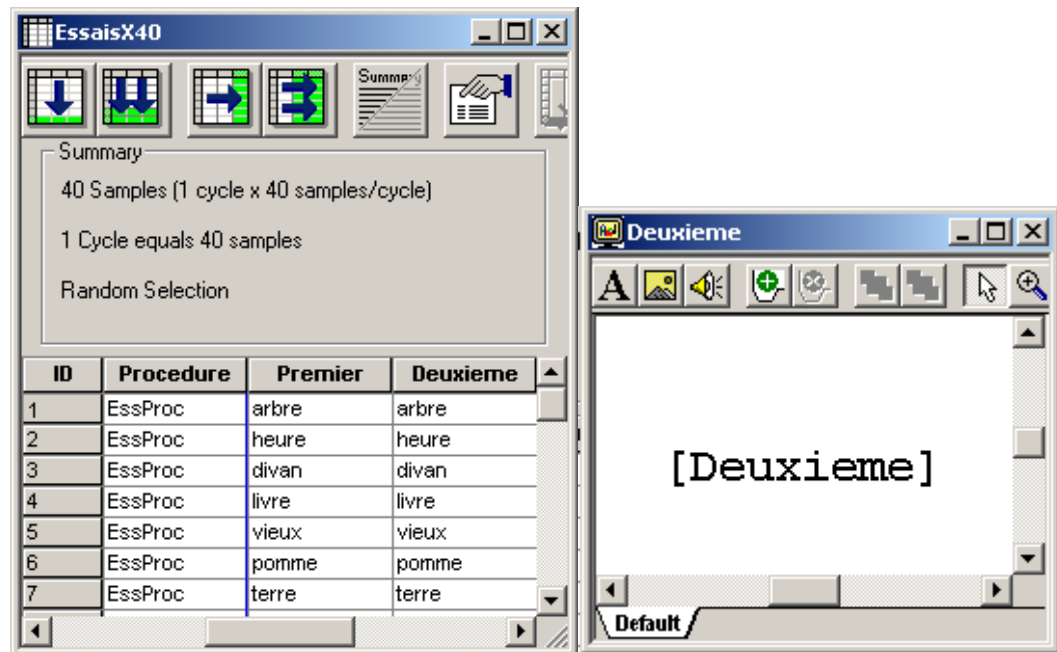 EssaisX40
Summary
Summary
40 Samples (1 cycle x 40 samples/cycle)
1 Cycle equals 40 samples
Random Selection
ID Procedure Premier Deuxieme
1 EssProc arbre arbre
2 EssProc heure heure
3 EssProc divan divan
4 EssProc livre livre
5 EssProc vieux vieux
6 EssProc pomme pomme
7 EssProc terre terre
Deuxieme
A
[Deuxieme]
Default